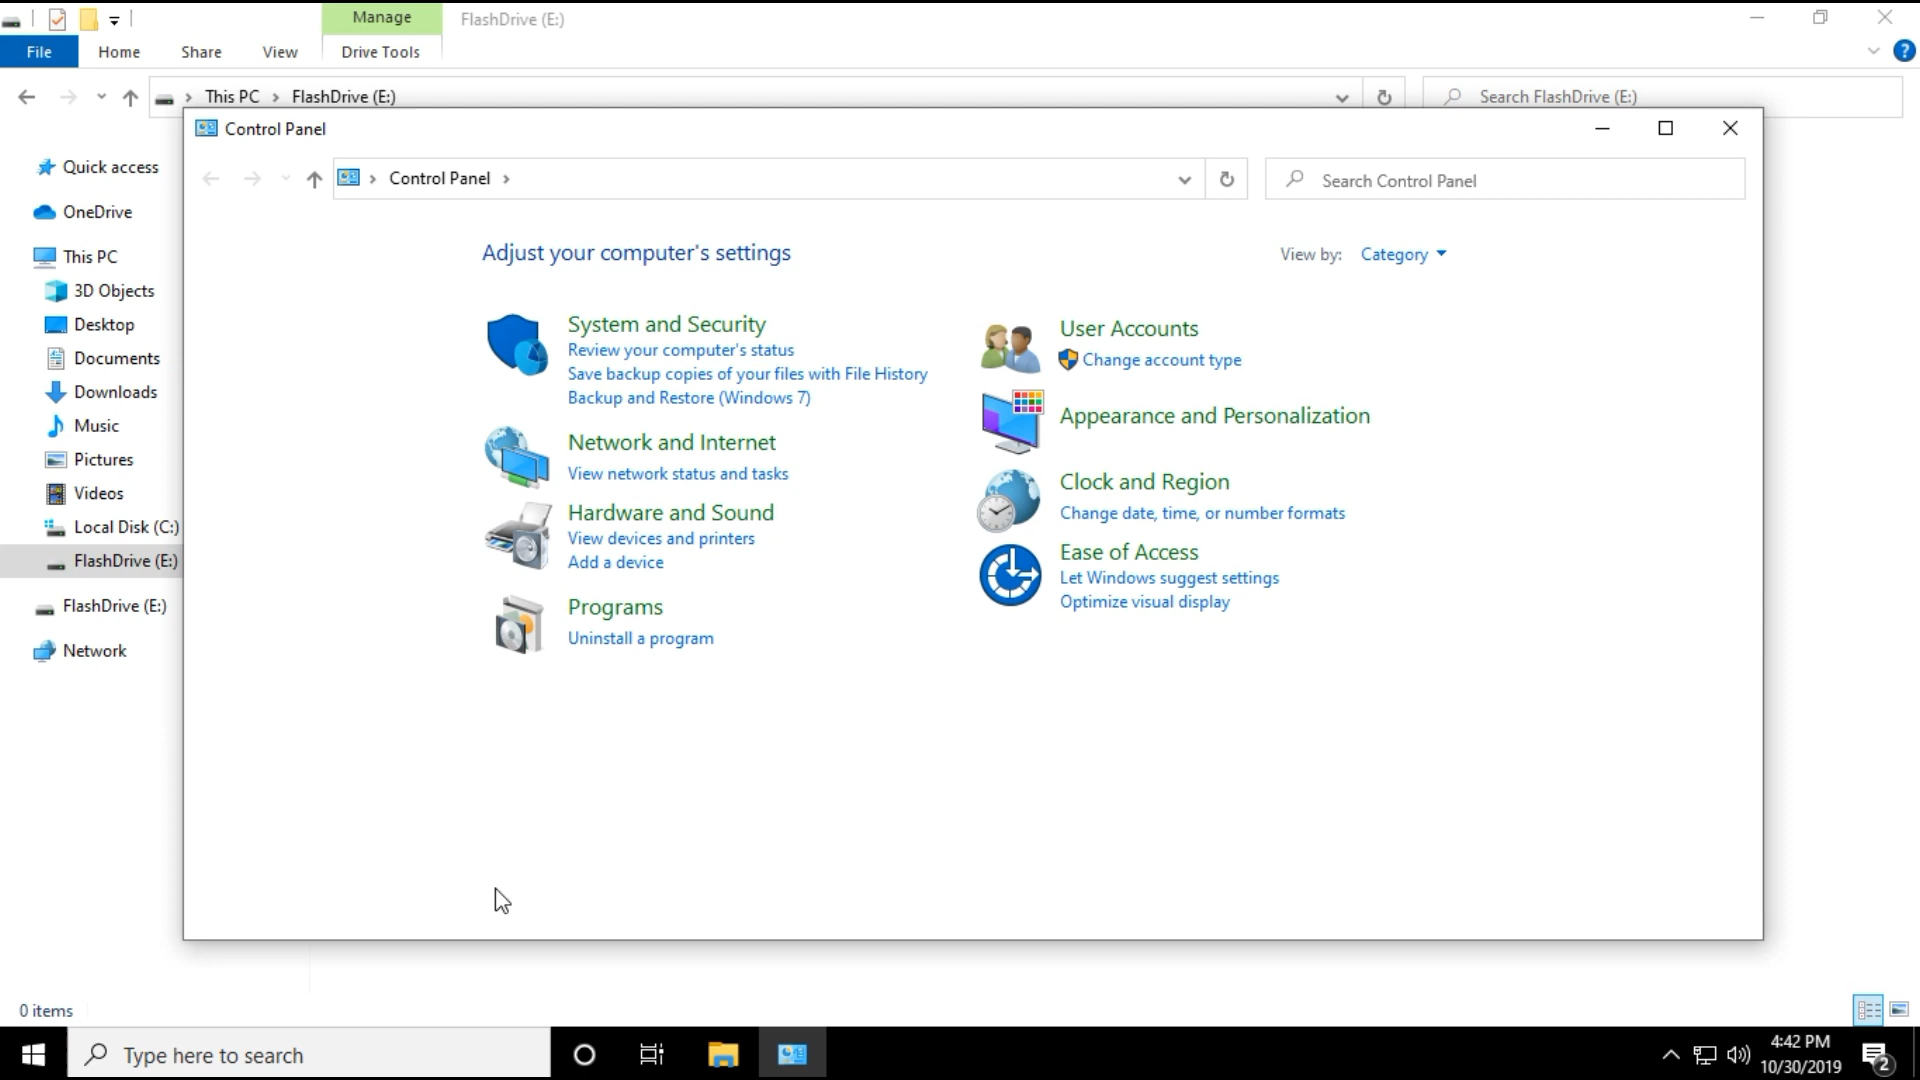 Manage
FlashDrive (E:)
File
Home
Share
View
Drive Tools
?
This PC
FlashDrive (E:)
Search FlashDrive (E:)
Control Panel
Control Panel
Search Control Panel
Quick access
OneDrive
This PC
3D Objects
Desktop
Documents
Downloads
Music
Pictures
Videos
Local Disk (C:)
FlashDrive (E:)
FlashDrive (E:)
Network
Adjust your computer's settings
View by:
Category
System and Security
Review your computer's status
Save backup copies of your files with File History
Backup and Restore (Windows 7)
Network and Internet
View network status and tasks
Hardware and Sound
View devices and printers
Add a device
Programs
Uninstall a program
User Accounts
Change account type
Appearance and Personalization
Clock and Region
Change date, time, or number formats
Ease of Access
Let Windows suggest settings
Optimize visual display
0 items
Type here to search
4:42 PM
10/30/2019
2